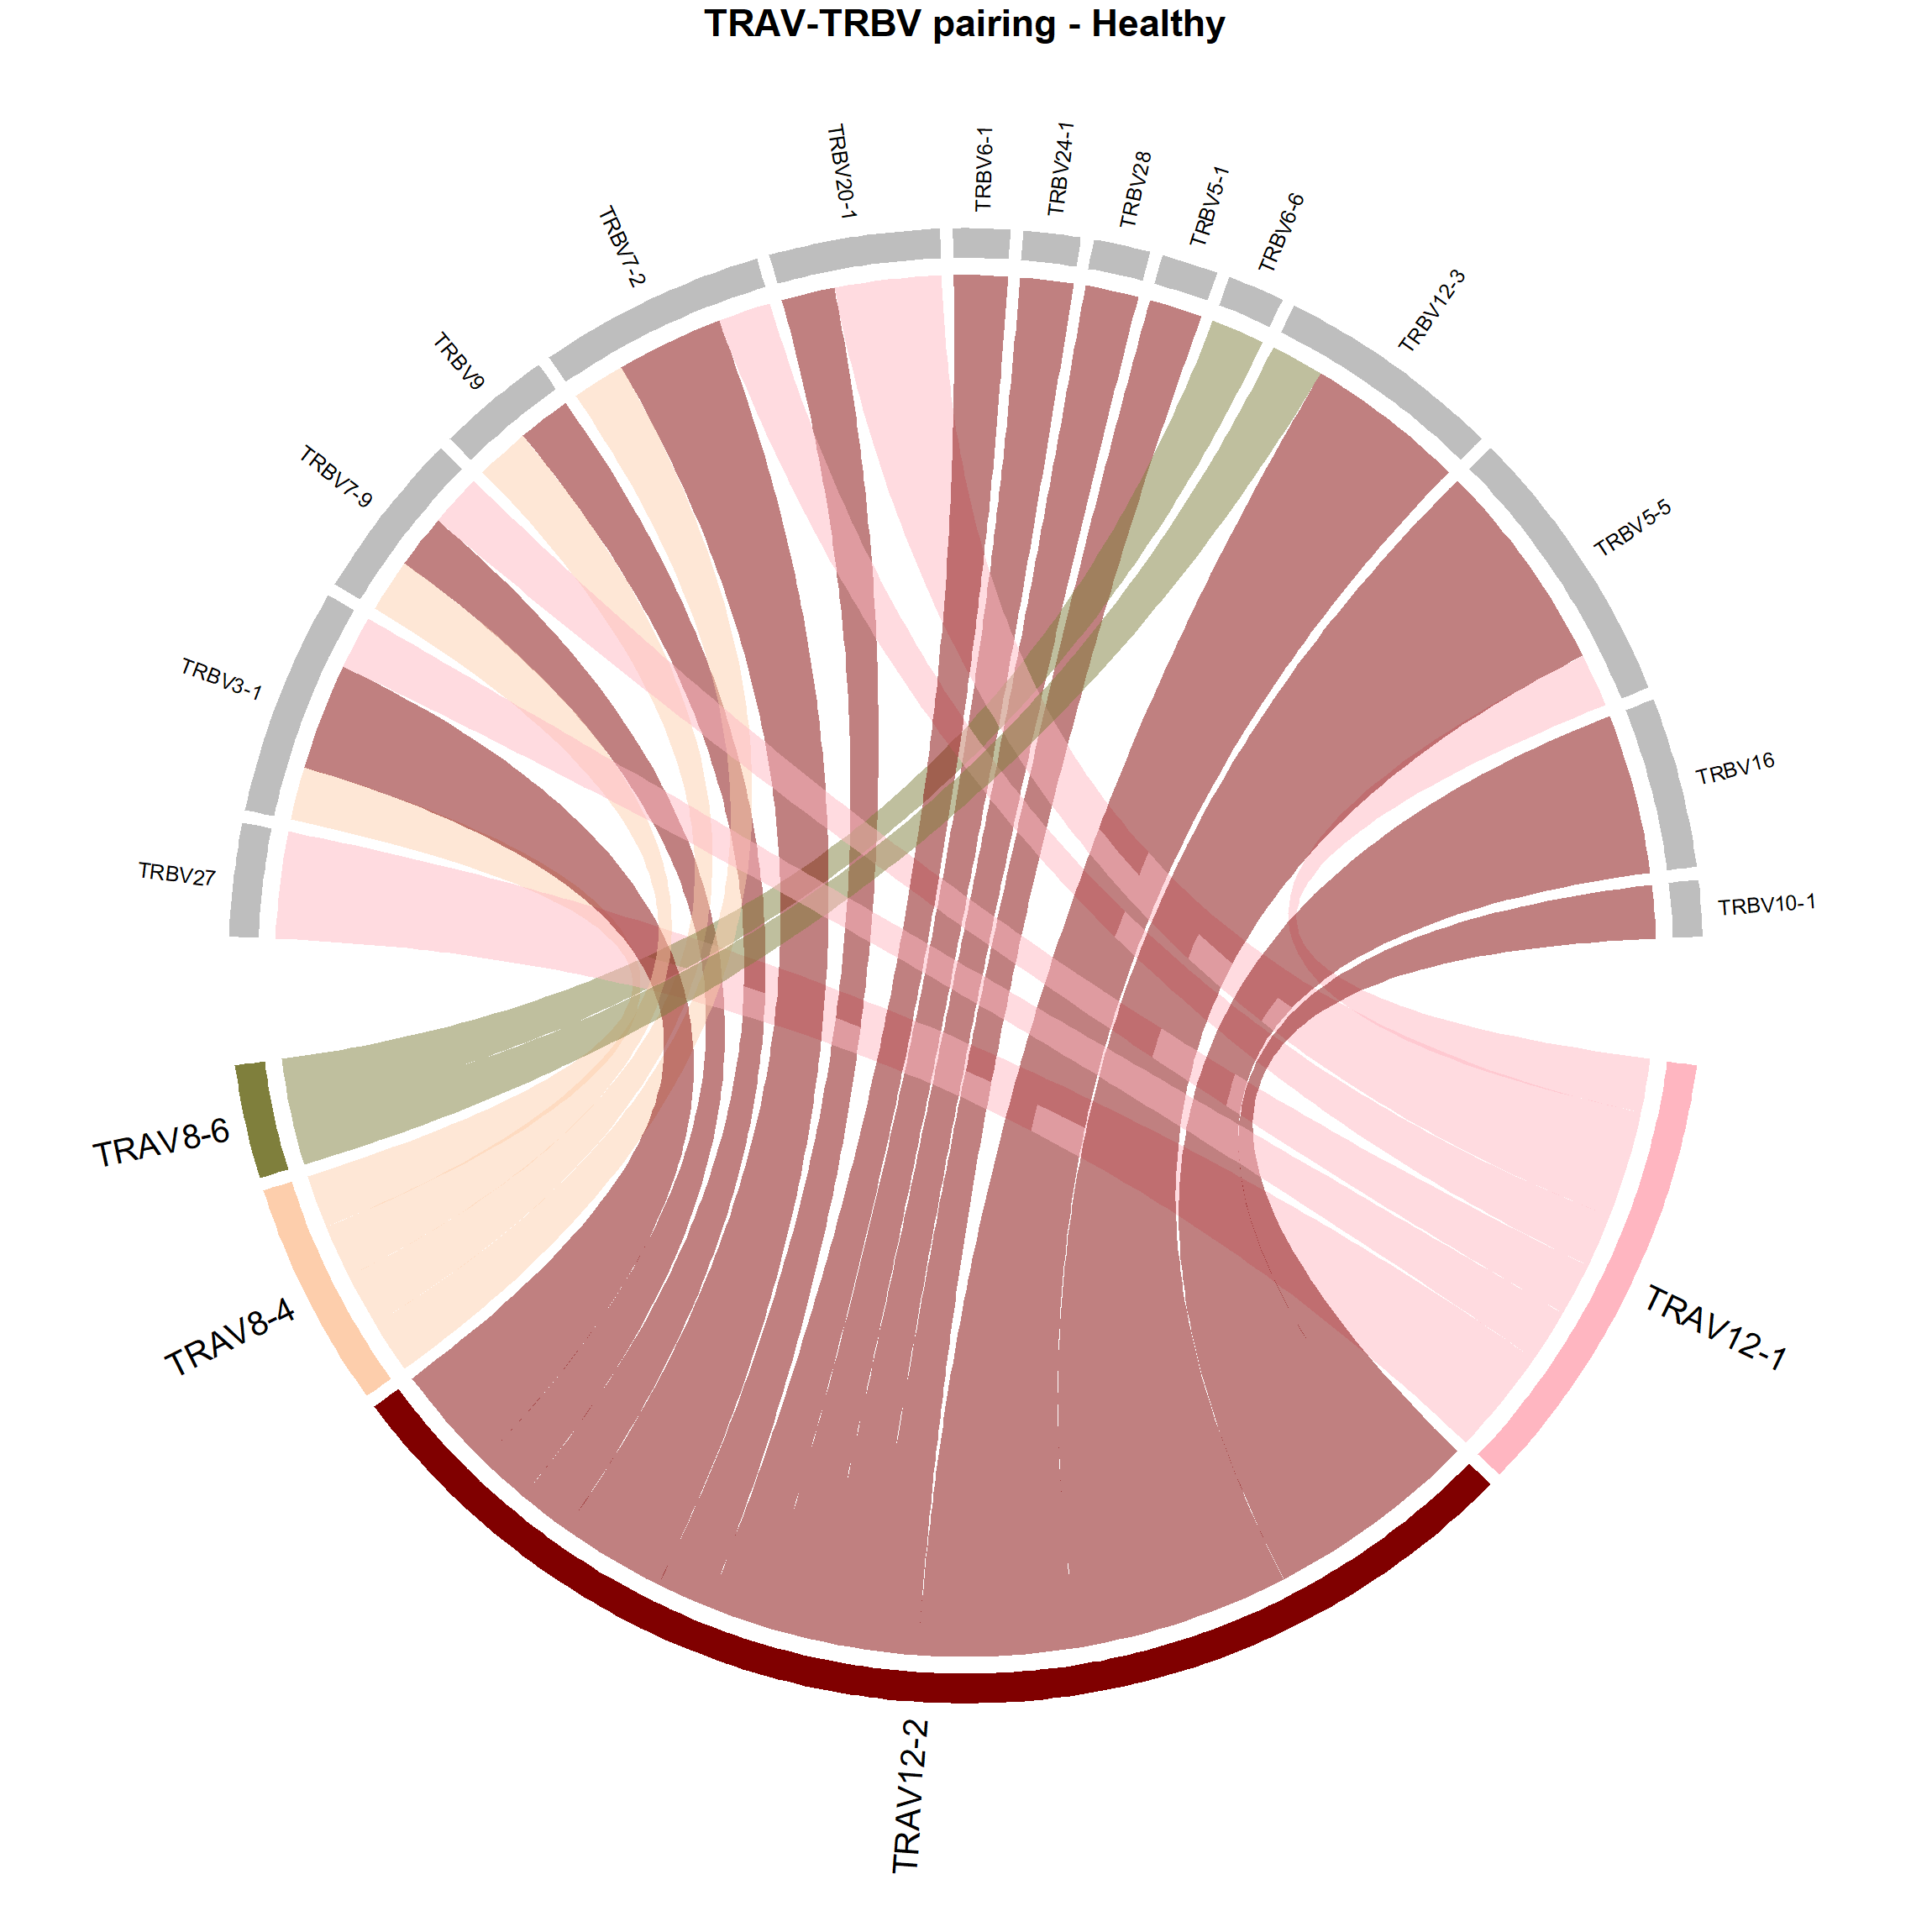 TRAV-TRBV pairing - Healthy
TRBV27
TRBV3-1
TRBV7-9
TRBV9
TRBV7-2
TRBV20-1
TRBV6-1
TRBV24-1
TRBV28
TRBV5-1
TRBV6-6
TRBV12-3
TRBV5-5
TRBV16
TRBV10-1
TRAV12-1
TRAV12-2
TRAV8-4
TRAV8-6